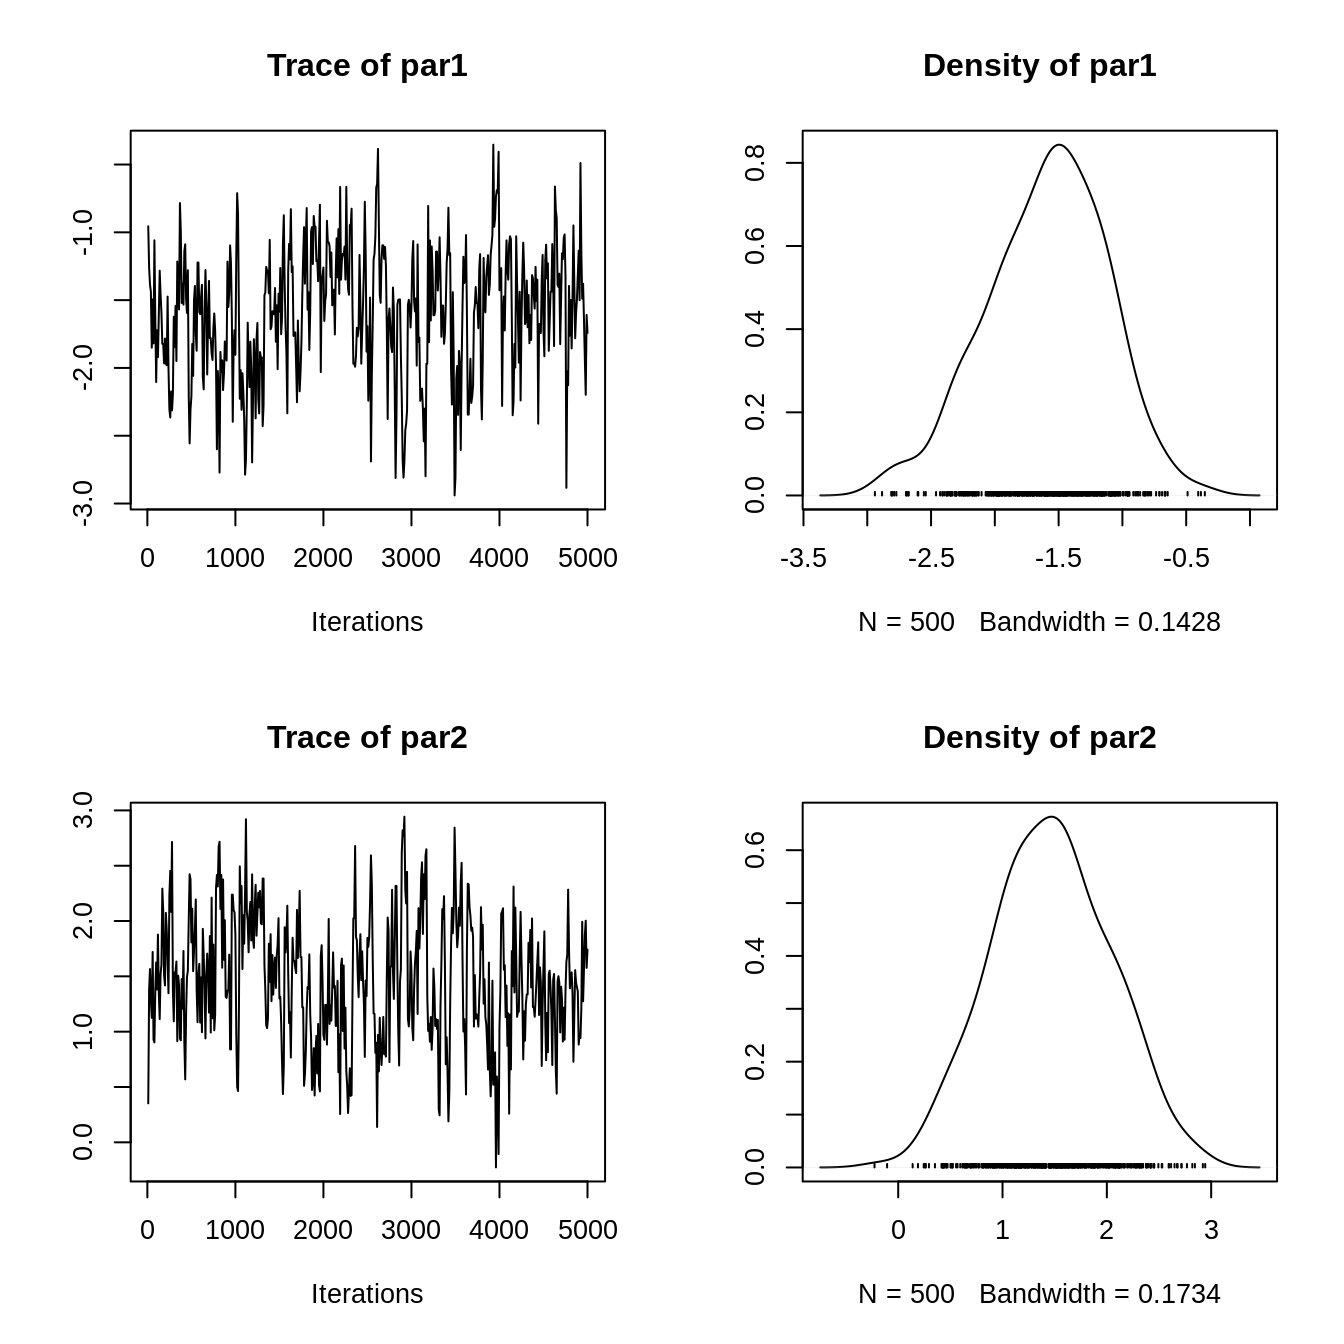 Trace of par1
-1.0
-2.0
-3.0
0 1000 2000 3000 4000 5000
Iterations
Density of par1
0.8
0.6
0.4
0.2
0.0
-3.5 -2.5 -1.5 -0.5
N = 500 Bandwidth = 0.1428
Trace of par2
3.0
2.0
1.0
0.0
0 1000 2000 3000 4000 5000
Iterations
Density of par2
0.6
0.4
0.2
0.0
0 1 2 3
N = 500 Bandwidth = 0.1734